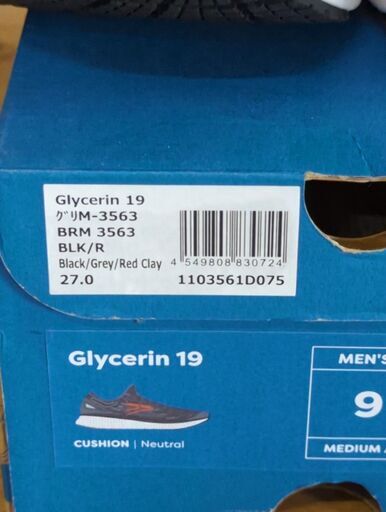 Glycerin 19
ｸﾞﾘM-3563
BRM 3563
BLK/R
Black/Grey/Red Clay
27.0
4 549808 830724
1103561D075
Glycerin 19
CUSHION | Neutral
MEN'S
9
MEDIUM